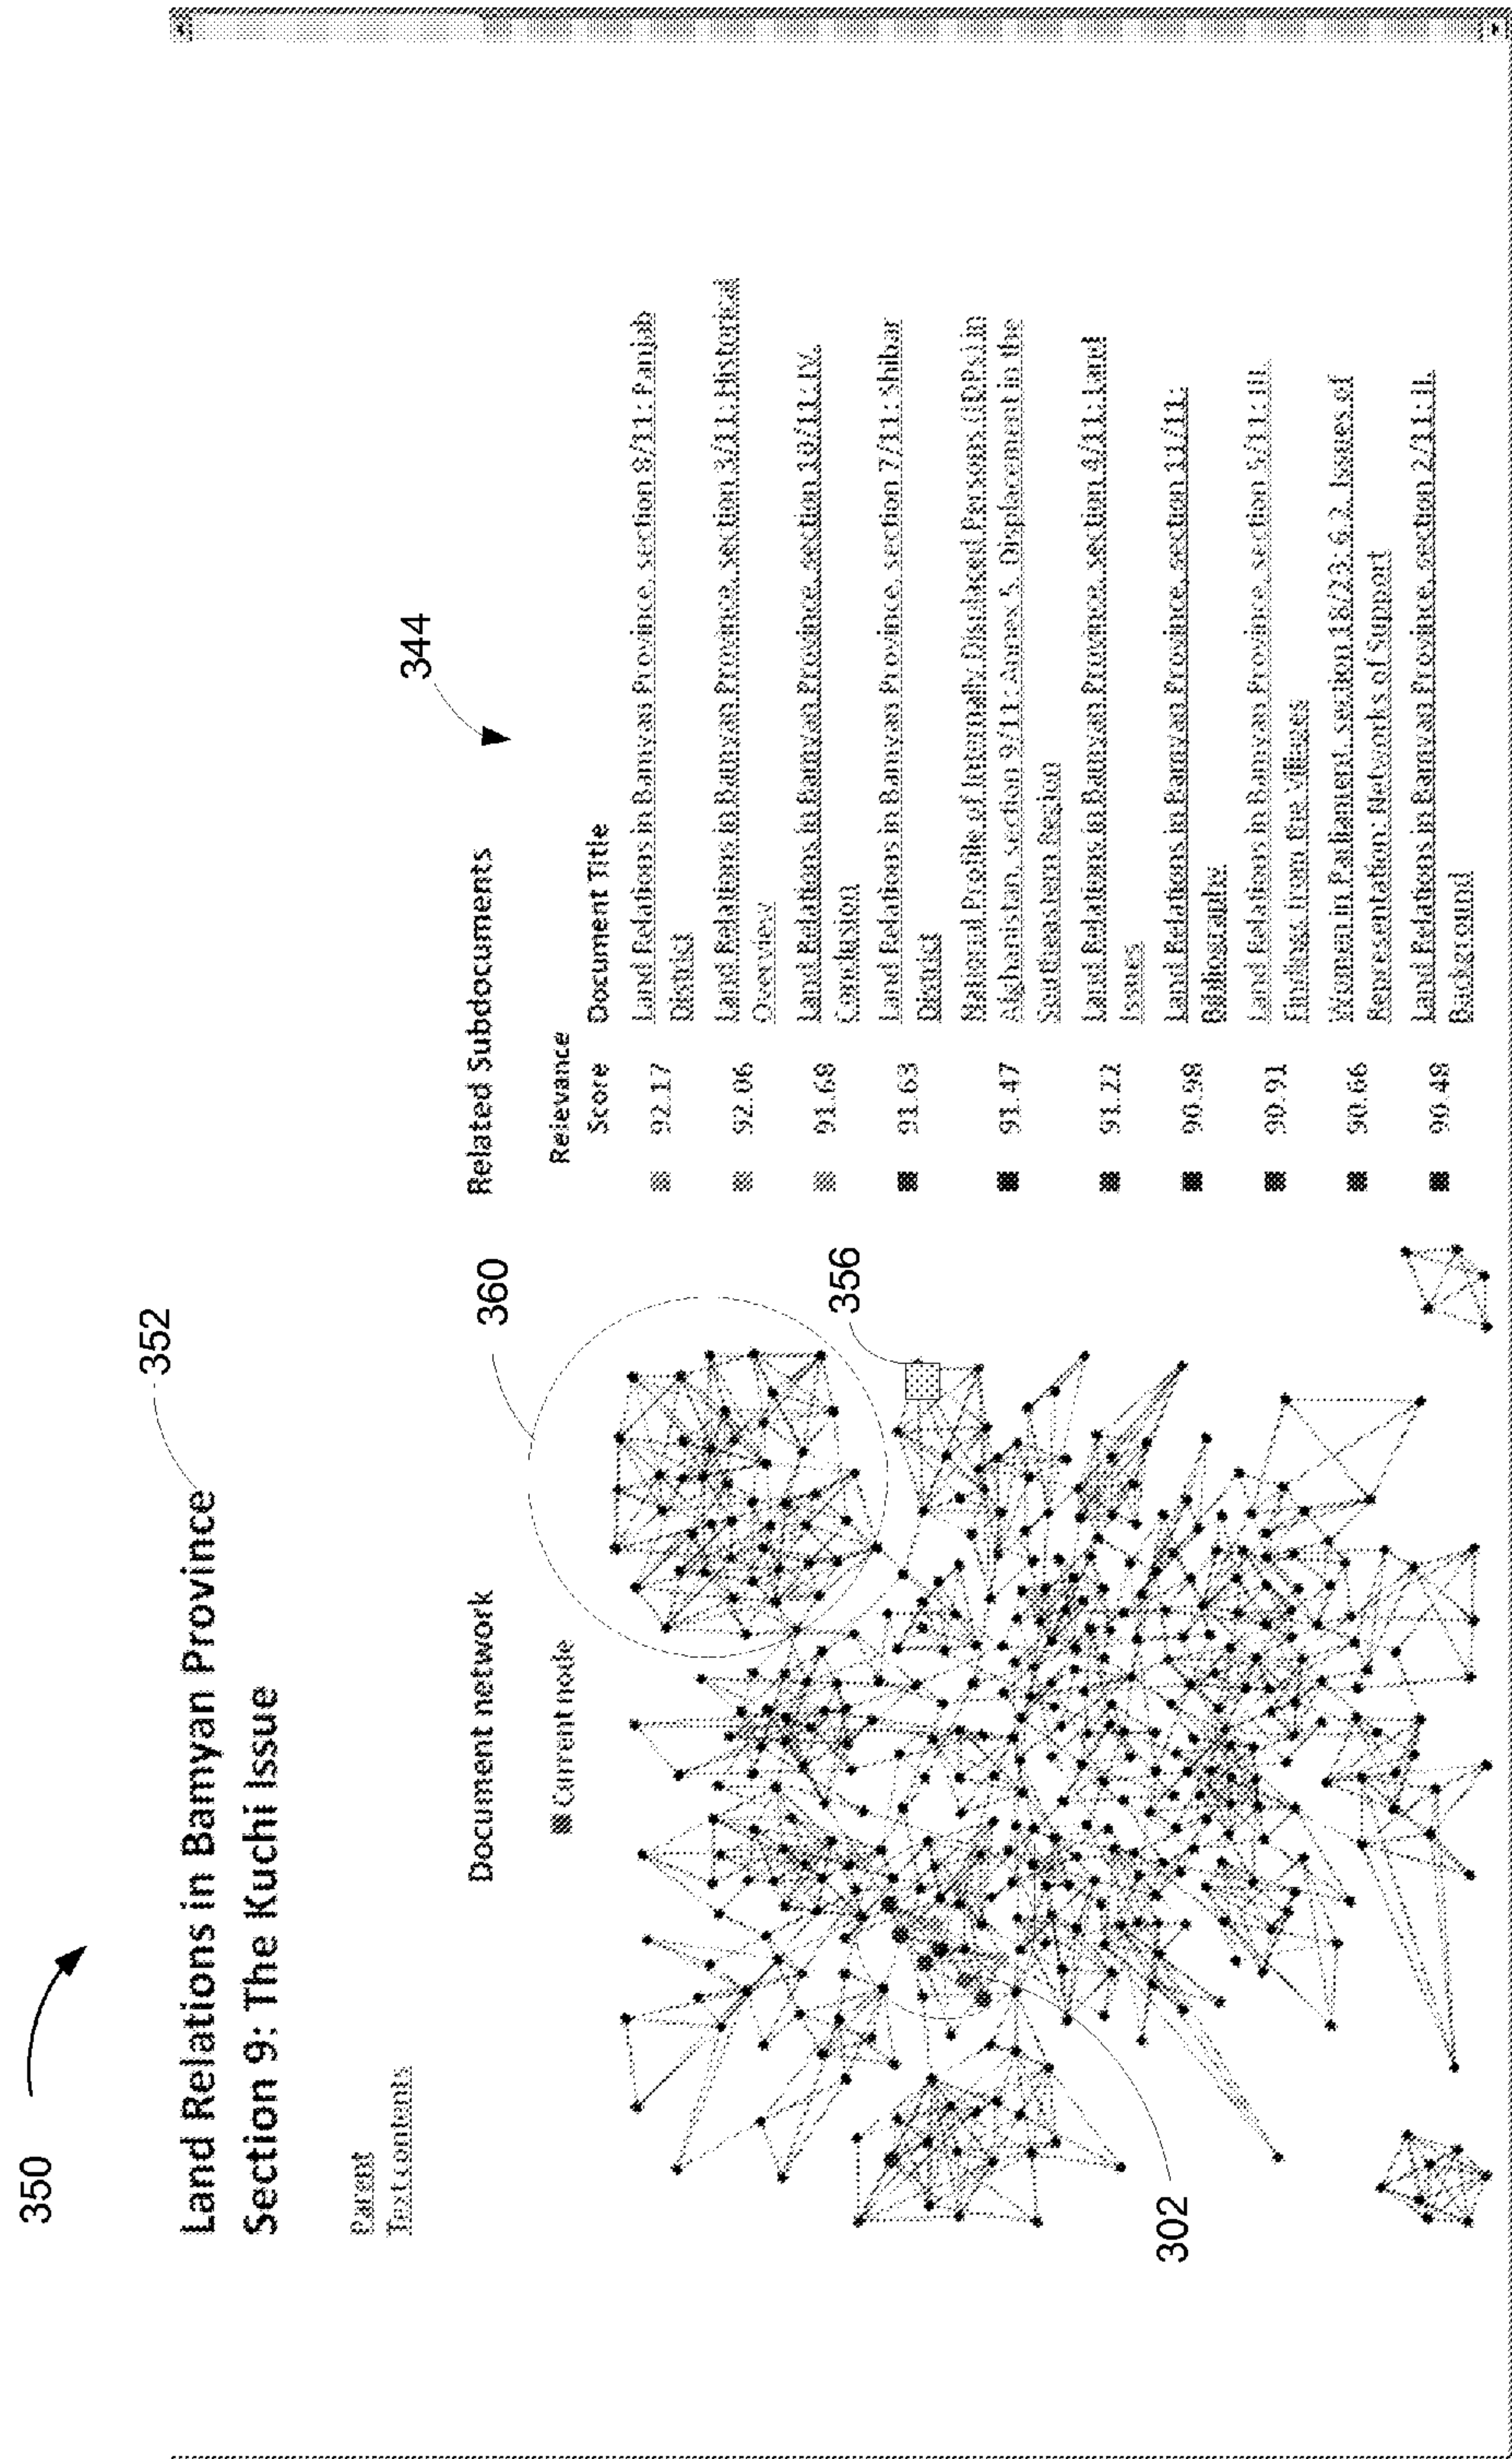 350
Land Relations in Bamyan Province
352
Section 9: The Kuchi Issue
Parent
Textcontents
Document network
Current node
360
356
302
344
Related Subdocuments
Relevance
Score Document Title
92.17 Land Relations in Bamyan Province, section Panjab
District
92.06 Land Relations in Bamyan Province, section 3/11: Historical
Overview
91.68 Land Relations in Bamyan Province, section 10/11: IV.
Conclusion
91.63 Land Relations in Bamyan Province, section 7/11: Shibar
District
91.47 National Profile of Internally Displaced Persons (IDPs) in
Afghanistan, section 9/11: Annex 5. Displacement in the
Southeastern Region
91.22 Land Relations in Bamyan Province, section 4/11: Land
Issues
90.98 Land Relations in Bamyan Province, section 11/11:
Bibliography
90.91 Land Relations in Bamyan Province, section 5/11: III.
Findings from the Villages
90.66 Women in Parliament, section 18/23: 6.2. Issues of
Representation: Networks of Support
90.48 Land Relations in Bamyan Province, section 2/11: II.
Background